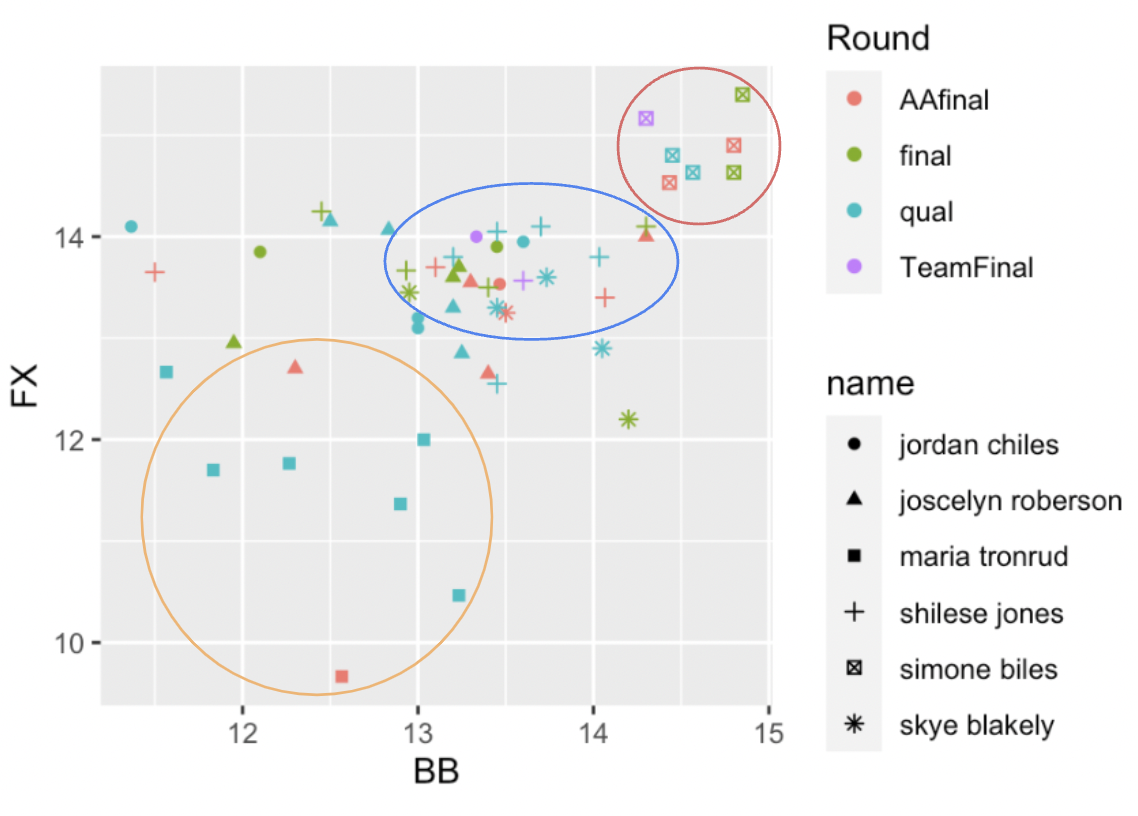 Round
AAfinal
final
qual
TeamFinal
name
jordan chiles
joscelyn roberson
maria tronrud
shilese jones
simone biles
skye blakely
FX
14
12
10
12
13
14
15
BB